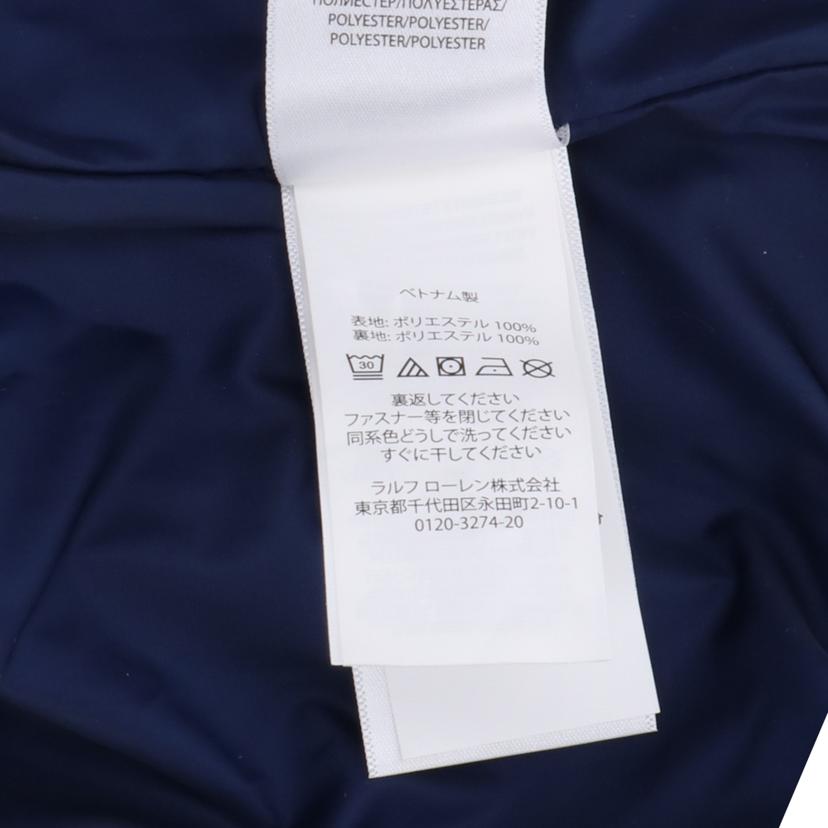 ПОЛИЕСТЕР/ΠΟΛΥΕΣΤΕΡΑΣ/
POLYESTER/POLYESTER/
POLYESTER/POLYESTER
ベトナム製
表地: ポリエステル 100%
裏地: ポリエステル 100%
30
裏返してください
ファスナー等を閉じてください
同系色どうしで洗ってください
すぐに干してください
ラルフ ローレン株式会社
東京都千代田区永田町2-10-1
0120-3274-20